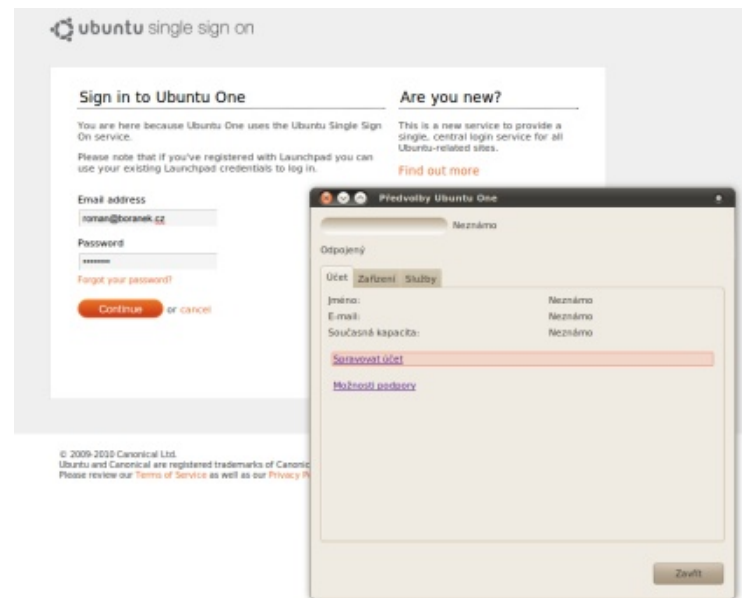 ubuntu single sign on
Sign in to Ubuntu One
You are here because Ubuntu One uses the Ubuntu Single Sign
On service.
Please note that if you've registered with Launchpad you can
use your existing Launchpad credentials to log in.
Email address
roman@boranek.cz
Password
Forgot your password?
Continue or cancel
Are you new?
This is a new service to provide a
single, central login service for all
Ubuntu-related sites.
Find out more
© 2009-2010 Canonical Ltd.
Ubuntu and Canonical are registered trademarks of Canonic
Please review our Terms of Service as well as our Privacy P
Předvolby Ubuntu One
Neznámo
Odpojený
Účet Zařízení Služby
Jméno: Neznámo
E-mail: Neznámo
Současná kapacita: Neznámo
Spravovat účet
Možnosti podpory
Zavřít